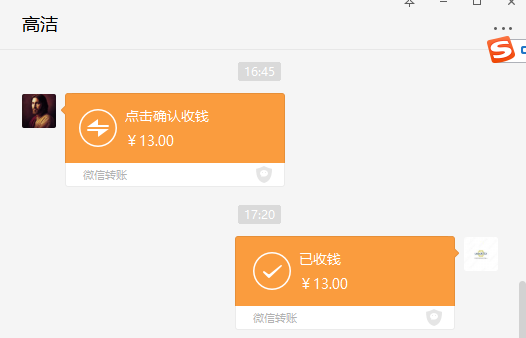 高洁
16:45
点击确认收钱
￥13.00
微信转账
17:20
已收钱
￥13.00
微信转账